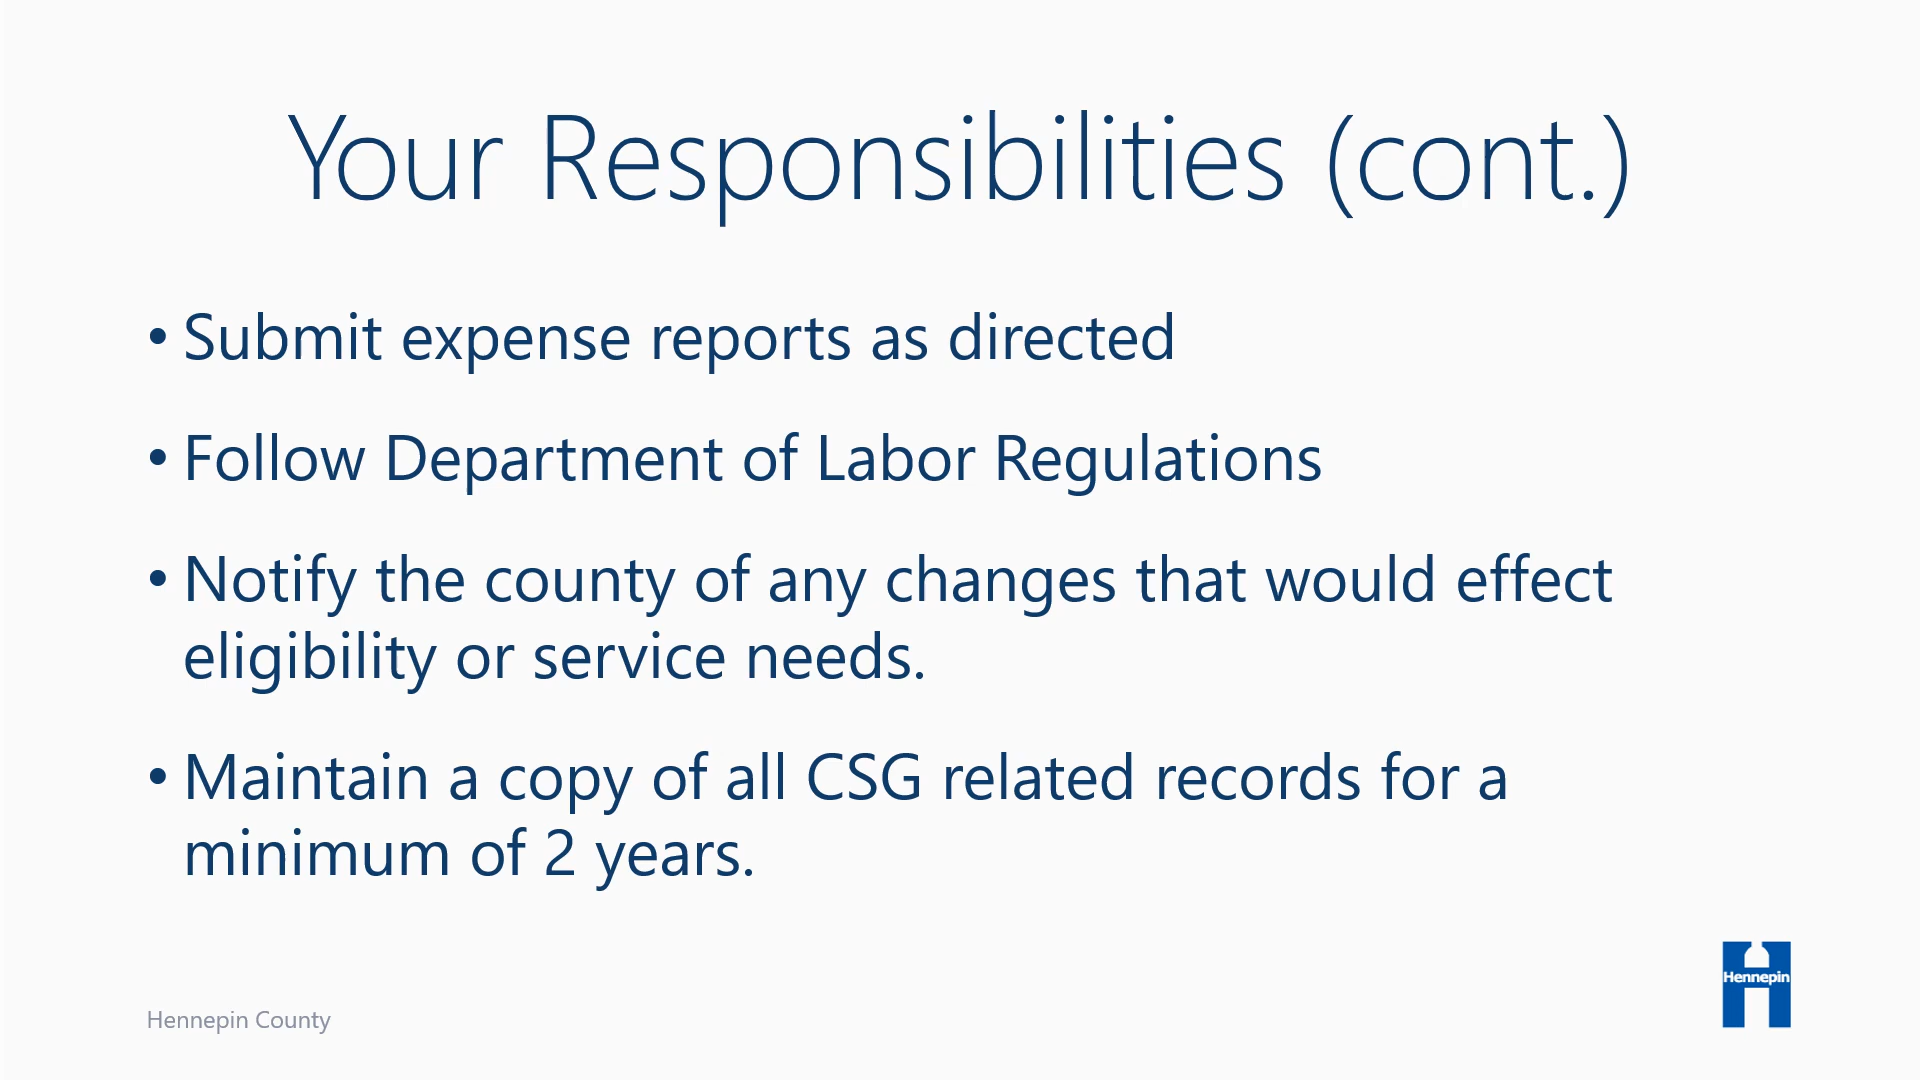 Your Responsibilities (cont.)
• Submit expense reports as directed
• Follow Department of Labor Regulations
• Notify the county of any changes that would effect
eligibility or service needs.
• Maintain a copy of all CSG related records for a
minimum of 2 years.
Hennepin
Hennepin County